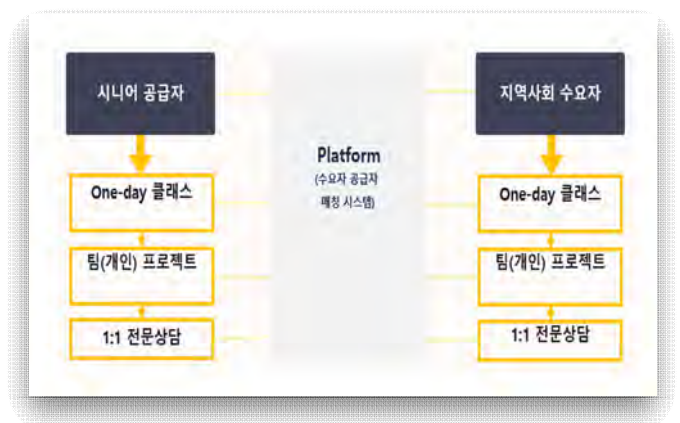 시니어 공급자
One-day 클래스
팀(개인) 프로젝트
1:1 전문상담
Platform
(수요자 공급자
매칭 시스템)
지역사회 수요자
One-day 클래스
팀(개인) 프로젝트
1:1 전문상담